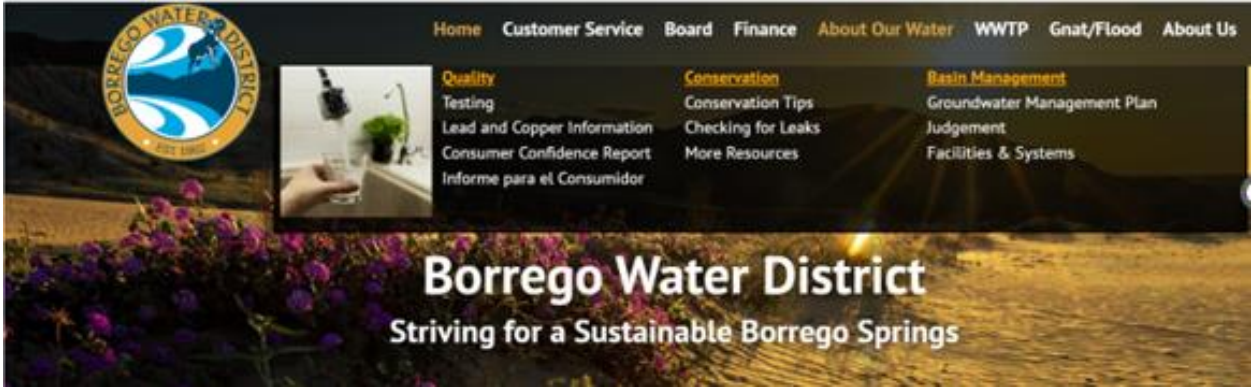 BORREGO WATER DISTRICT
EST 1962
Home Customer Service Board Finance About Our Water WWTP Gnat/Flood About Us
Quality Conservation Basin Management
Testing Conservation Tips Groundwater Management Plan
Lead and Copper Information Checking for Leaks Judgement
Consumer Confidence Report More Resources Facilities & Systems
Informe para el Consumidor
Borrego Water District
Striving for a Sustainable Borrego Springs